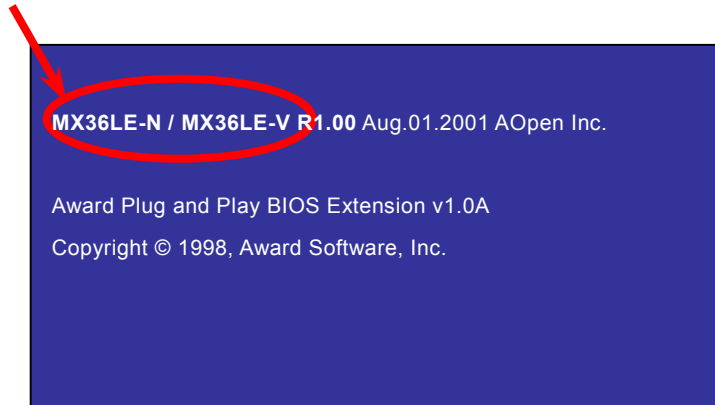 MX36LE-N / MX36LE-V R1.00 Aug.01.2001 AOpen Inc.
Award Plug and Play BIOS Extension v1.0A
Copyright © 1998, Award Software, Inc.